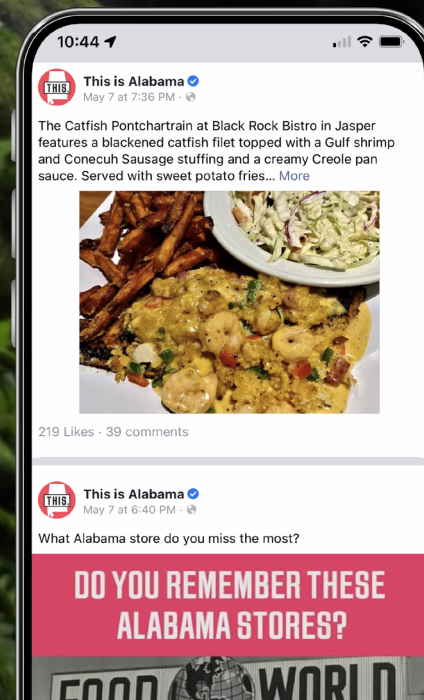 10:44
THIS.
This is Alabama
May 7 at 7:36 PM ·
The Catfish Pontchartrain at Black Rock Bistro in Jasper
features a blackened catfish filet topped with a Gulf shrimp
and Conecuh Sausage stuffing and a creamy Creole pan
sauce. Served with sweet potato fries... More
219 Likes · 39 comments
THIS.
This is Alabama
May 7 at 6:40 PM ·
What Alabama store do you miss the most?
DO YOU REMEMBER THESE
ALABAMA STORES?
FOOD WORLD